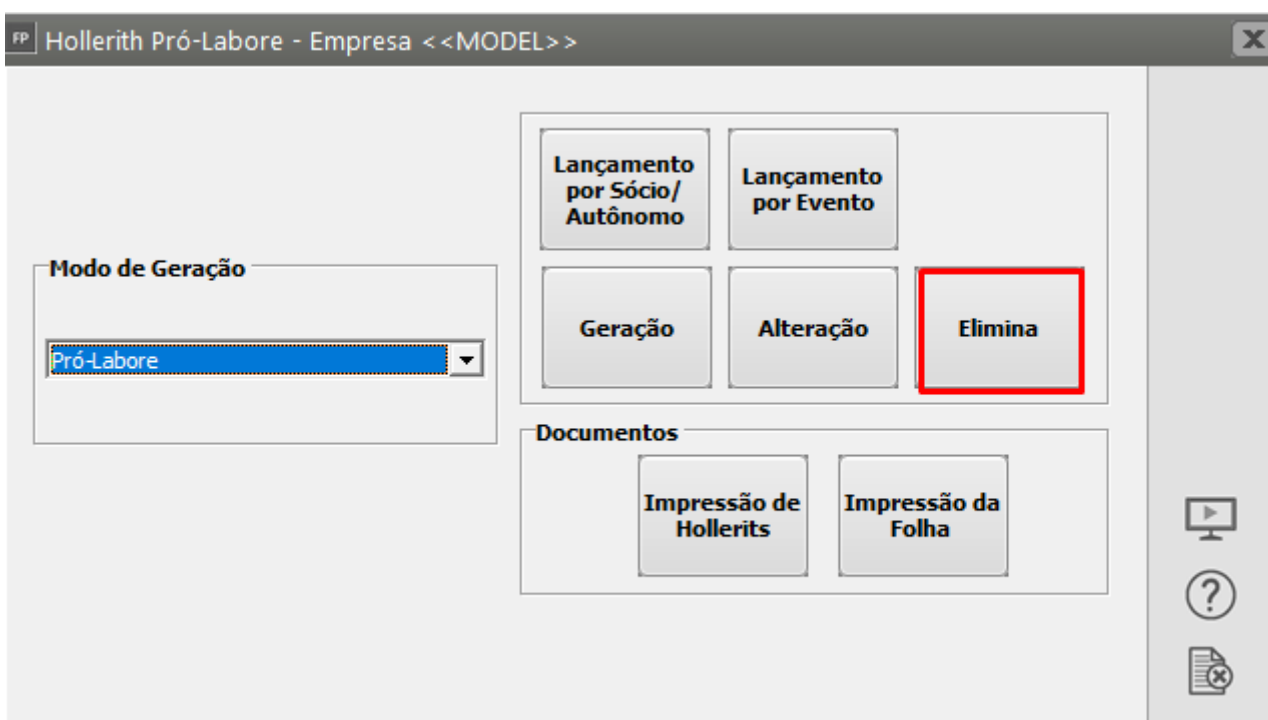 FP Hollerith Pró-Labore - Empresa <<MODEL>>
Modo de Geração
Pró-Labore
Lançamento
por Sócio/
Autônomo
Lançamento
por Evento
Geração
Alteração
Elimina
Documentos
Impressão de
Hollerits
Impressão da
Folha
?